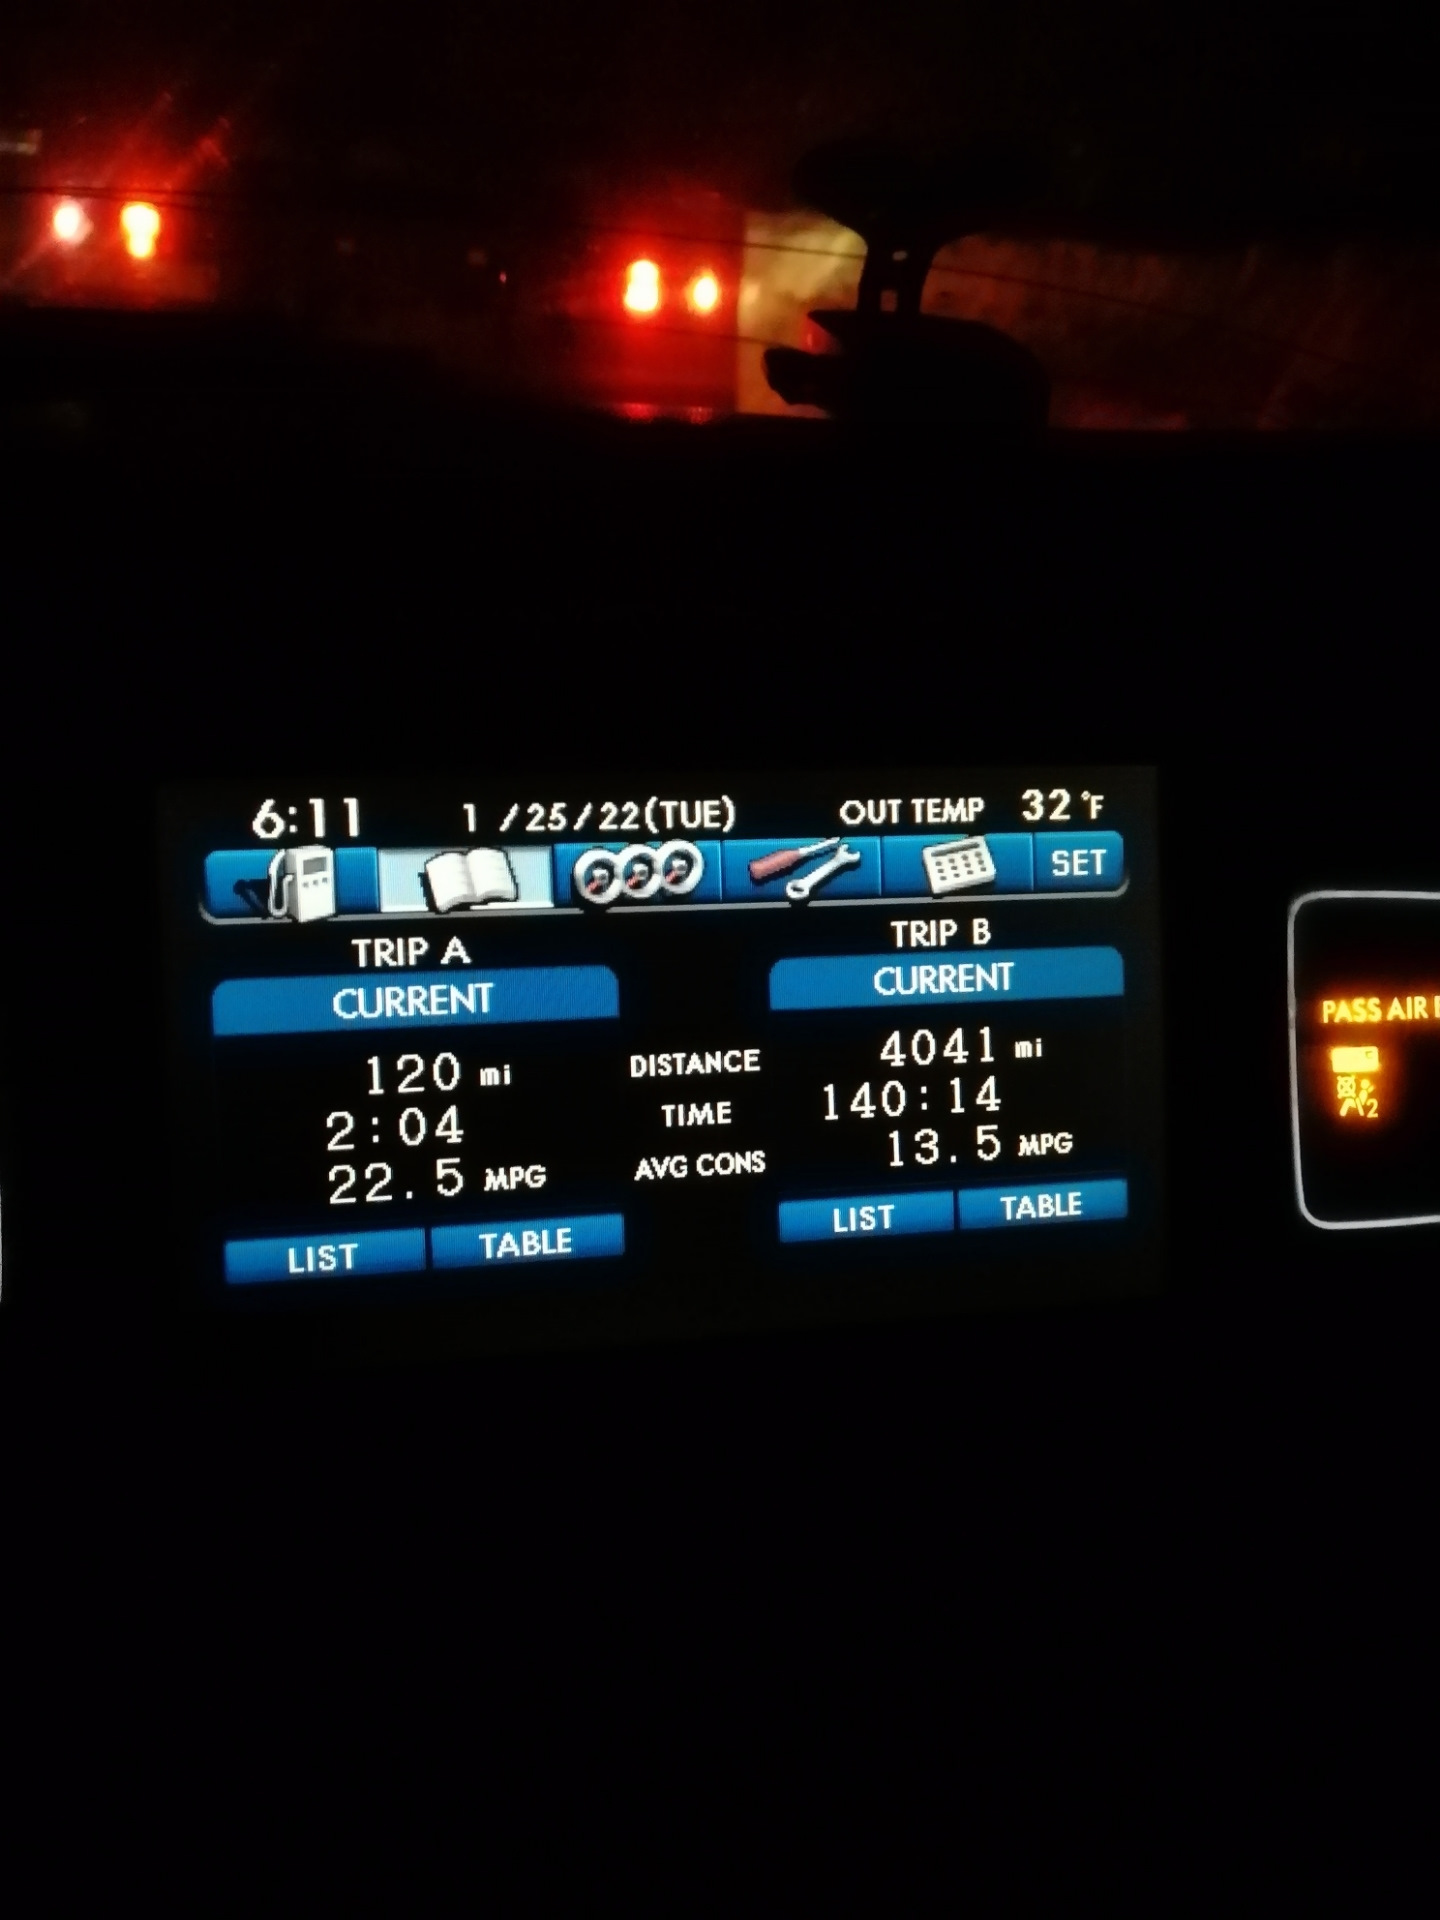 6:11 1 /25/22(TUE) OUT TEMP 32°F
SET
TRIP A TRIP B
CURRENT CURRENT
120 mi DISTANCE 4041 mi
2:04 TIME 140:14
22.5 MPG AVG CONS 13.5 MPG
LIST TABLE LIST TABLE
PASS AIR
2